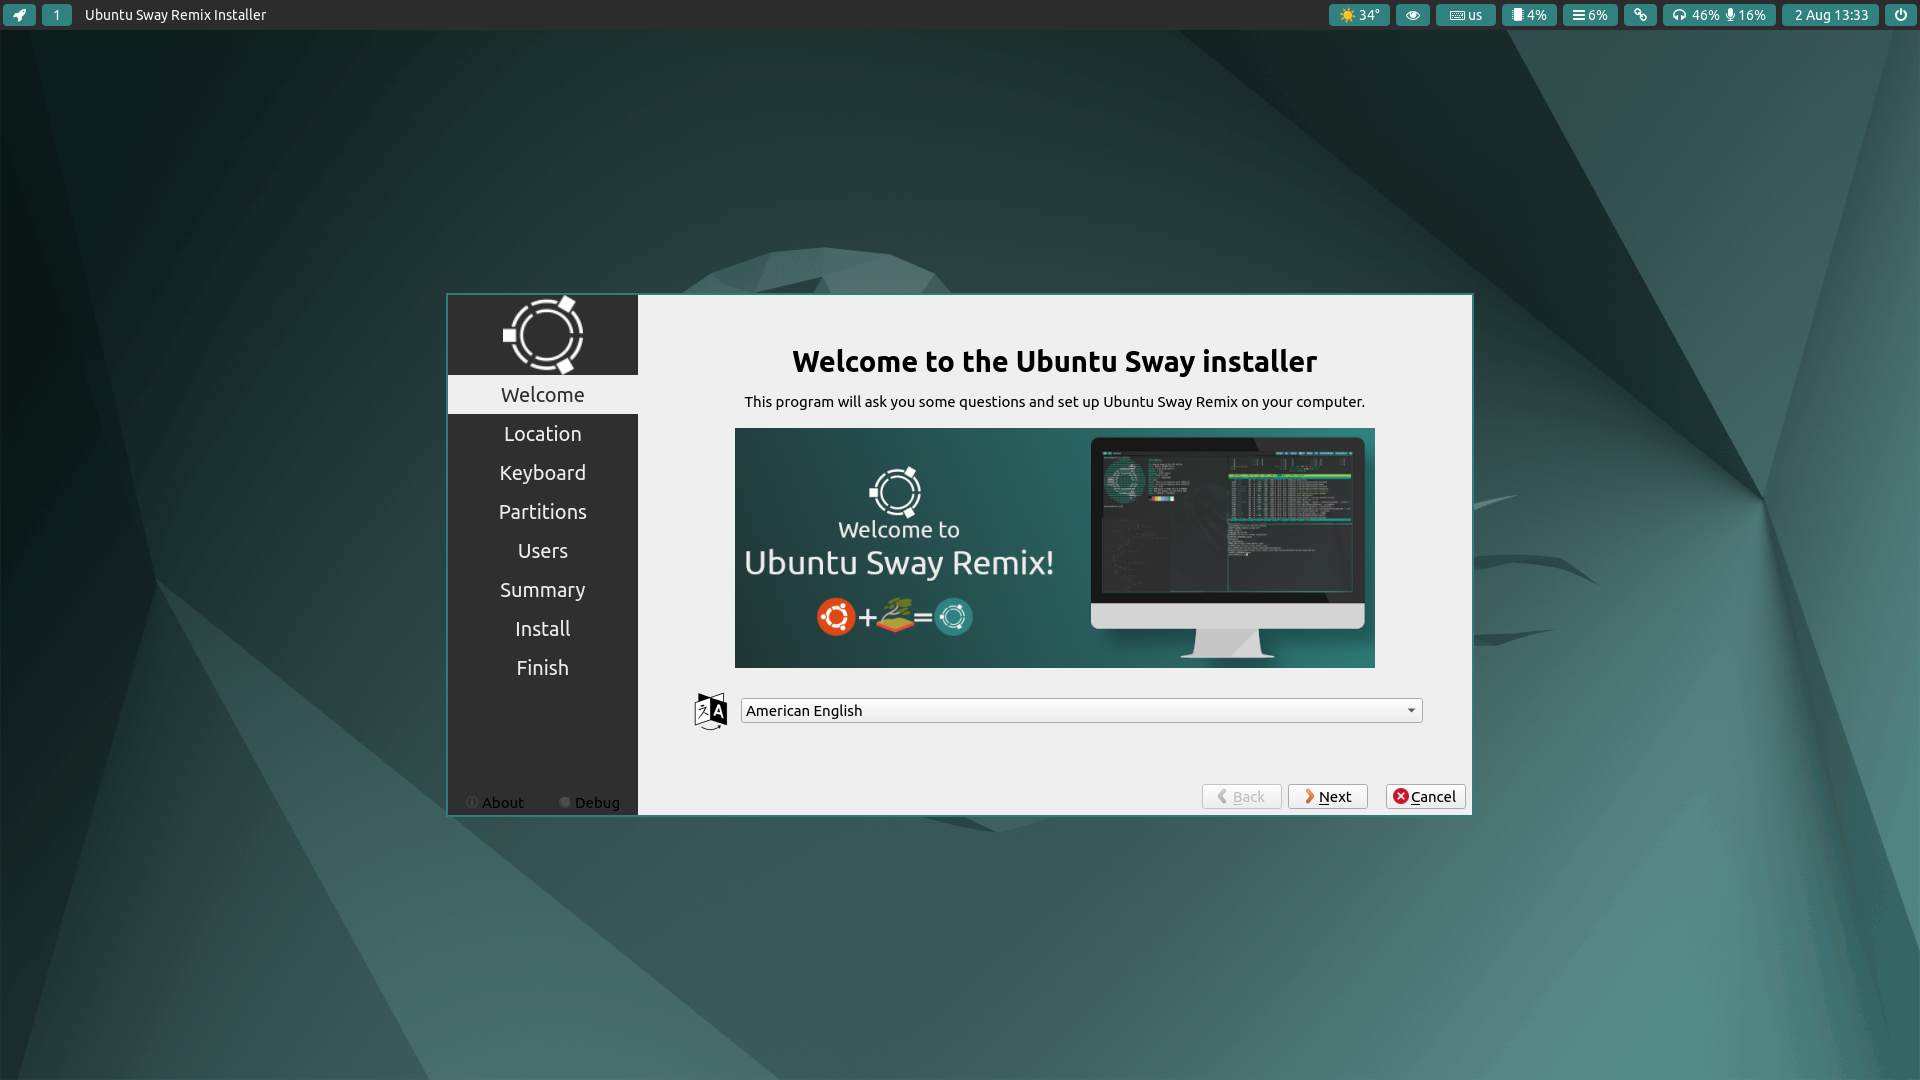 1 Ubuntu Sway Remix Installer 34° us 4% 6% 46% 16% 2 Aug 13:33
Welcome
Location
Keyboard
Partitions
Users
Summary
Install
Finish
About Debug
Welcome to the Ubuntu Sway installer
This program will ask you some questions and set up Ubuntu Sway Remix on your computer.
Welcome to
Ubuntu Sway Remix!
+ =
American English
Back Next Cancel